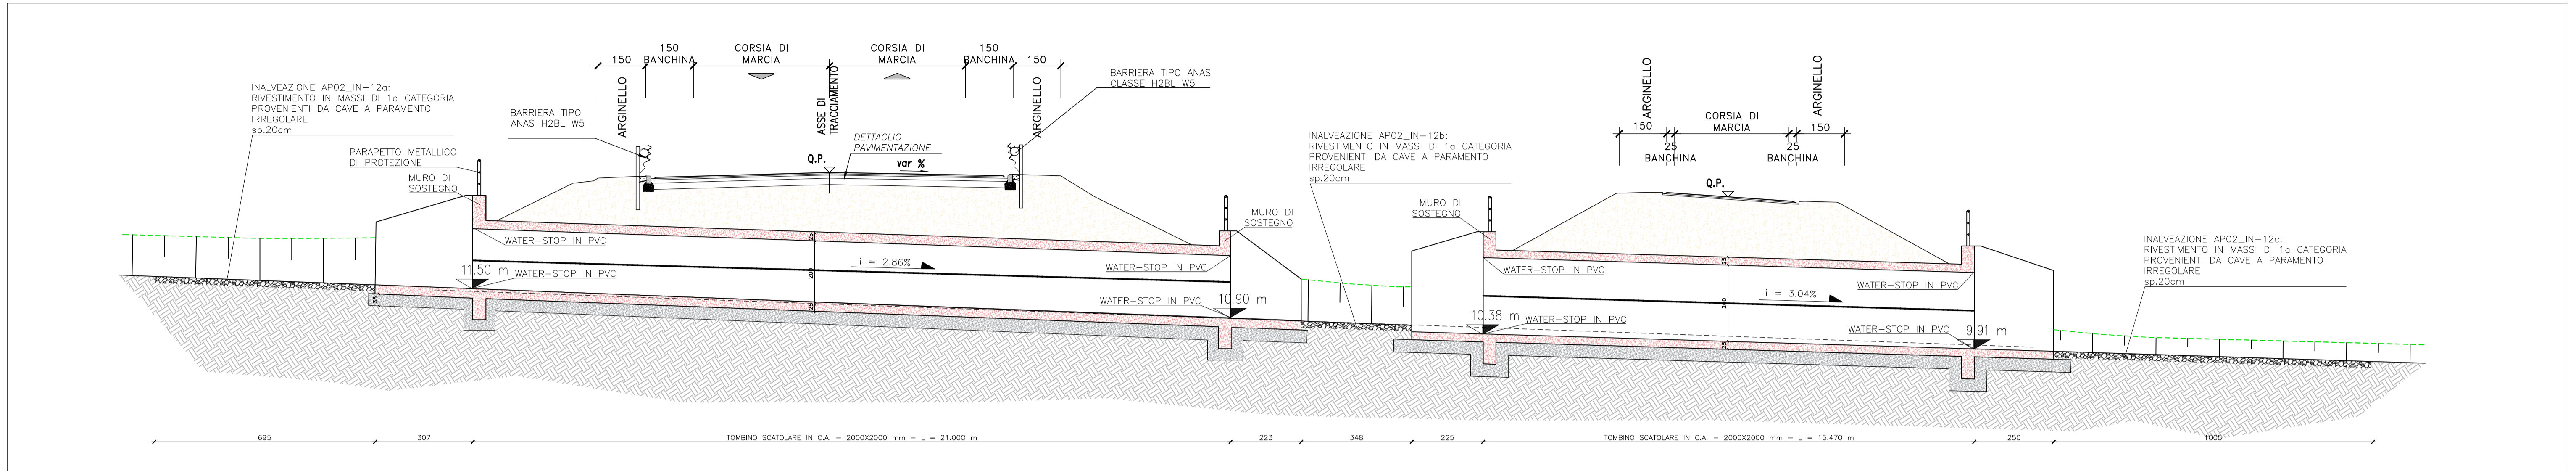 150
150
BANCHINA
CORSIA DI
MARCIA
CORSIA DI
MARCIA
150
BANCHINA
150
ARGINELLO
ASSE DI
TRACCIAMENTO
ARGINELLO
INALVEAZIONE AP02_IN-12a:
RIVESTIMENTO IN MASSI DI 1a CATEGORIA
PROVENIENTI DA CAVE A PARAMENTO
IRREGOLARE
sp.20cm
BARRIERA TIPO
ANAS H2BL W5
BARRIERA TIPO ANAS
CLASSE H2BL W5
PARAPETTO METALLICO
DI PROTEZIONE
MURO DI
SOSTEGNO
DETTAGLIO
PAVIMENTAZIONE
Q.P.
var %
WATER-STOP IN PVC
25
200
25
i = 2.86%
11.50 m
WATER-STOP IN PVC
35
MURO DI
SOSTEGNO
WATER-STOP IN PVC
WATER-STOP IN PVC
10.90 m
INALVEAZIONE AP02_IN-12b:
RIVESTIMENTO IN MASSI DI 1a CATEGORIA
PROVENIENTI DA CAVE A PARAMENTO
IRREGOLARE
sp.20cm
ARGINELLO
ARGINELLO
150
CORSIA DI
MARCIA
150
25
BANCHINA
25
BANCHINA
Q.P.
MURO DI
SOSTEGNO
WATER-STOP IN PVC
25
200
25
i = 3.04%
10.38 m
WATER-STOP IN PVC
WATER-STOP IN PVC
WATER-STOP IN PVC
9.91 m
INALVEAZIONE AP02_IN-12c:
RIVESTIMENTO IN MASSI DI 1a CATEGORIA
PROVENIENTI DA CAVE A PARAMENTO
IRREGOLARE
sp.20cm
695
307
TOMBINO SCATOLARE IN C.A. - 2000X2000 mm - L = 21.000 m
223
348
225
TOMBINO SCATOLARE IN C.A. - 2000X2000 mm - L = 15.470 m
250
1005